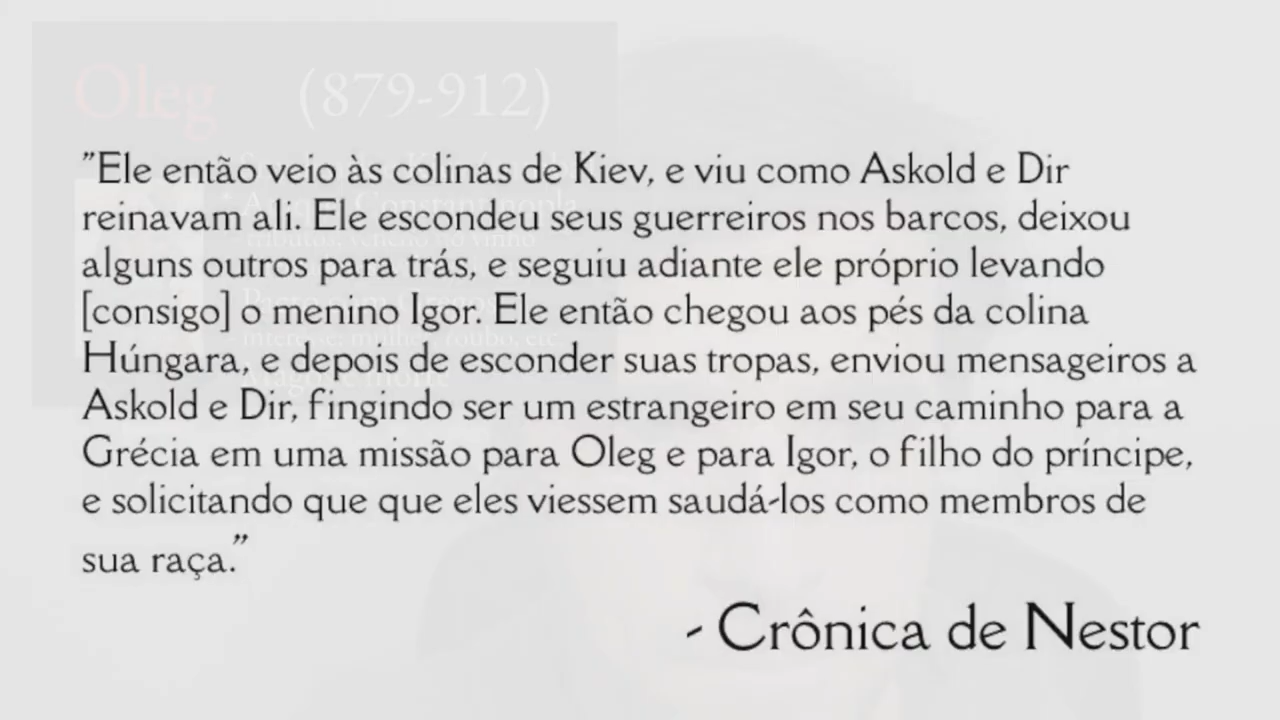 Oleg (879-912)
"Ele então veio às colinas de Kiev, e viu como Askold e Dir
reinavam ali. Ele escondeu seus guerreiros nos barcos, deixou
alguns outros para trás, e seguiu adiante ele próprio levando
[consigo] o menino Igor. Ele então chegou aos pés da colina
Húngara, e depois de esconder suas tropas, enviou mensageiros a
Askold e Dir, fingindo ser um estrangeiro em seu caminho para a
Grécia em uma missão para Oleg e para Igor, o filho do príncipe,
e solicitando que que eles viessem saudá-los como membros de
sua raça."
- Crônica de Nestor